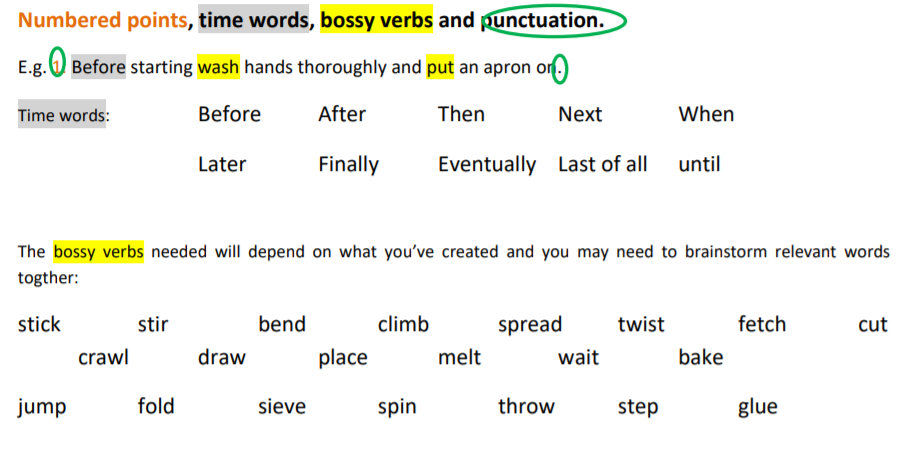 Numbered points, time words, bossy verbs and punctuation.
E.g. 1. Before starting wash hands thoroughly and put an apron on.
Time words: Before After Then Next When
Later Finally Eventually Last of all until
The bossy verbs needed will depend on what you've created and you may need to brainstorm relevant words
togther:
stick stir bend climb spread twist fetch cut
crawl draw place melt wait bake
jump fold sieve spin throw step glue